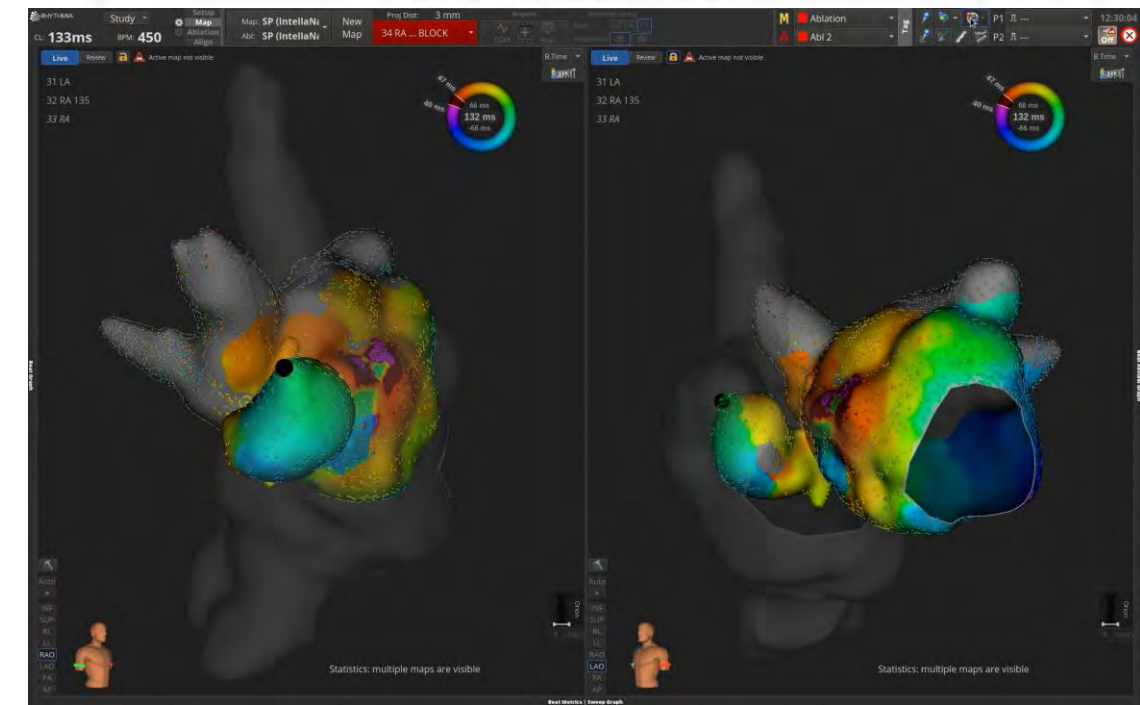 RHYTHMIA
Study
Setup
Map
Ablation
Align
CL: 133ms
BPM: 450
Map: SP (IntellaNa
Abl: SP (IntellaNa
New
Map
Proj Dist: 3 mm
34 RA ... BLOCK
M Ablation
A Abl 2
Tag
P1
P2
12:30:04
Off
Live
Review
Active map not visible
B.Time
31 LA
32 RA 135
33 RA
47 ms
40 ms
66 ms
132 ms
-66 ms
Auto
INF
SUP
RL
LL
RAO
LAO
PA
AP
Orion
Statistics: multiple maps are visible
Live
Review
Active map not visible
B.Time
31 LA
32 RA 135
33 RA
47 ms
40 ms
66 ms
132 ms
-66 ms
Auto
INF
SUP
RL
LL
RAO
LAO
PA
AP
Orion
Statistics: multiple maps are visible
Beat Graph
Beat Metrics | Sweep Graph